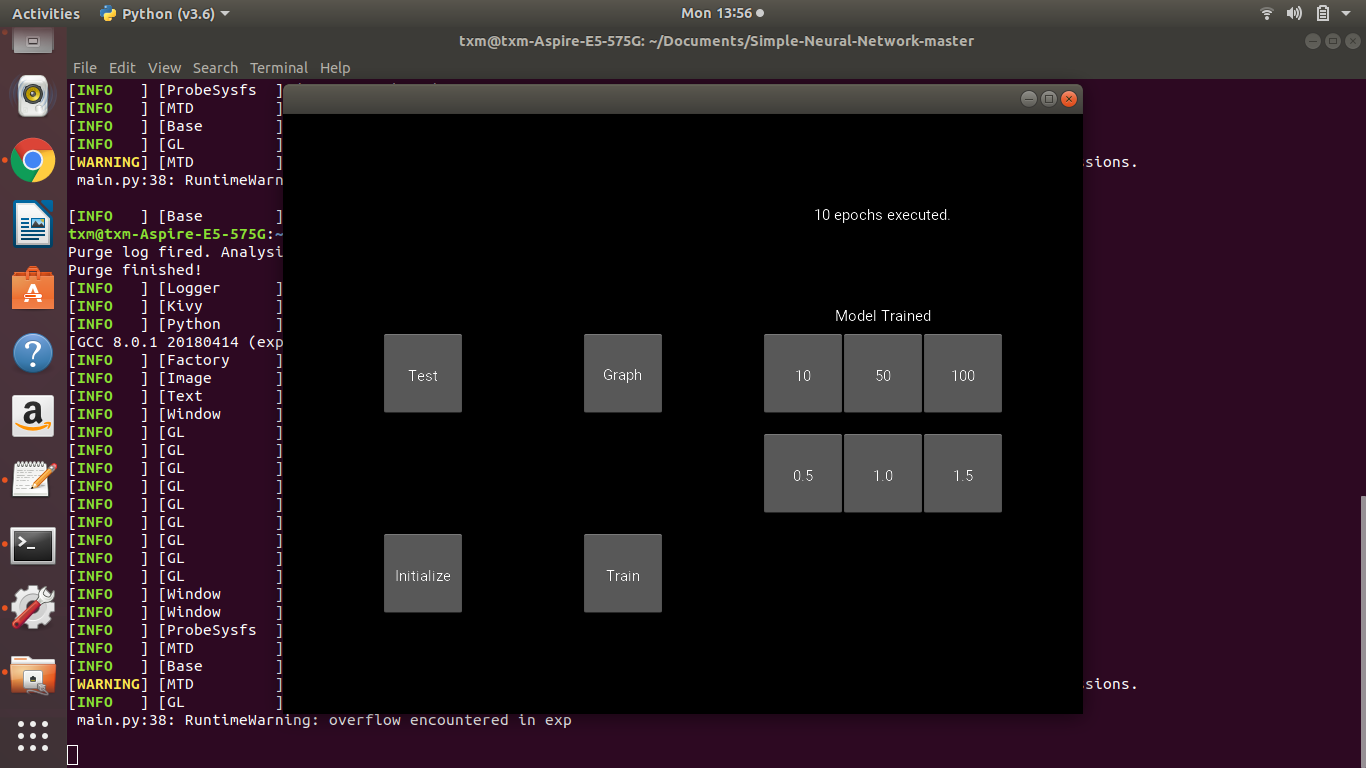 Activities Python (v3.6) Mon 13:56
txm@txm-Aspire-E5-575G: ~/Documents/Simple-Neural-Network-master
File Edit View Search Terminal Help
[INFO   ] [ProbeSysfs  ]
[INFO   ] [MTD         ]
[INFO   ] [Base        ]
[INFO   ] [GL          ]
[WARNING] [MTD         ] sions.
main.py:38: RuntimeWarn
[INFO   ] [Base        ]
txm@txm-Aspire-E5-575G:~
Purge log fired. Analysi
Purge finished!
[INFO   ] [Logger      ]
[INFO   ] [Kivy        ]
[INFO   ] [Python      ]
[GCC 8.0.1 20180414 (exp
[INFO   ] [Factory     ]
[INFO   ] [Image       ]
[INFO   ] [Text        ]
[INFO   ] [Window      ]
[INFO   ] [GL          ]
[INFO   ] [GL          ]
[INFO   ] [GL          ]
[INFO   ] [GL          ]
[INFO   ] [GL          ]
[INFO   ] [GL          ]
[INFO   ] [GL          ]
[INFO   ] [GL          ]
[INFO   ] [GL          ]
[INFO   ] [Window      ]
[INFO   ] [Window      ]
[INFO   ] [ProbeSysfs  ]
[INFO   ] [MTD         ]
[INFO   ] [Base        ]
[WARNING] [MTD         ] sions.
[INFO   ] [GL          ]
main.py:38: RuntimeWarning: overflow encountered in exp
10 epochs executed.
Model Trained
Test Graph 10 50 100
0.5 1.0 1.5
Initialize Train